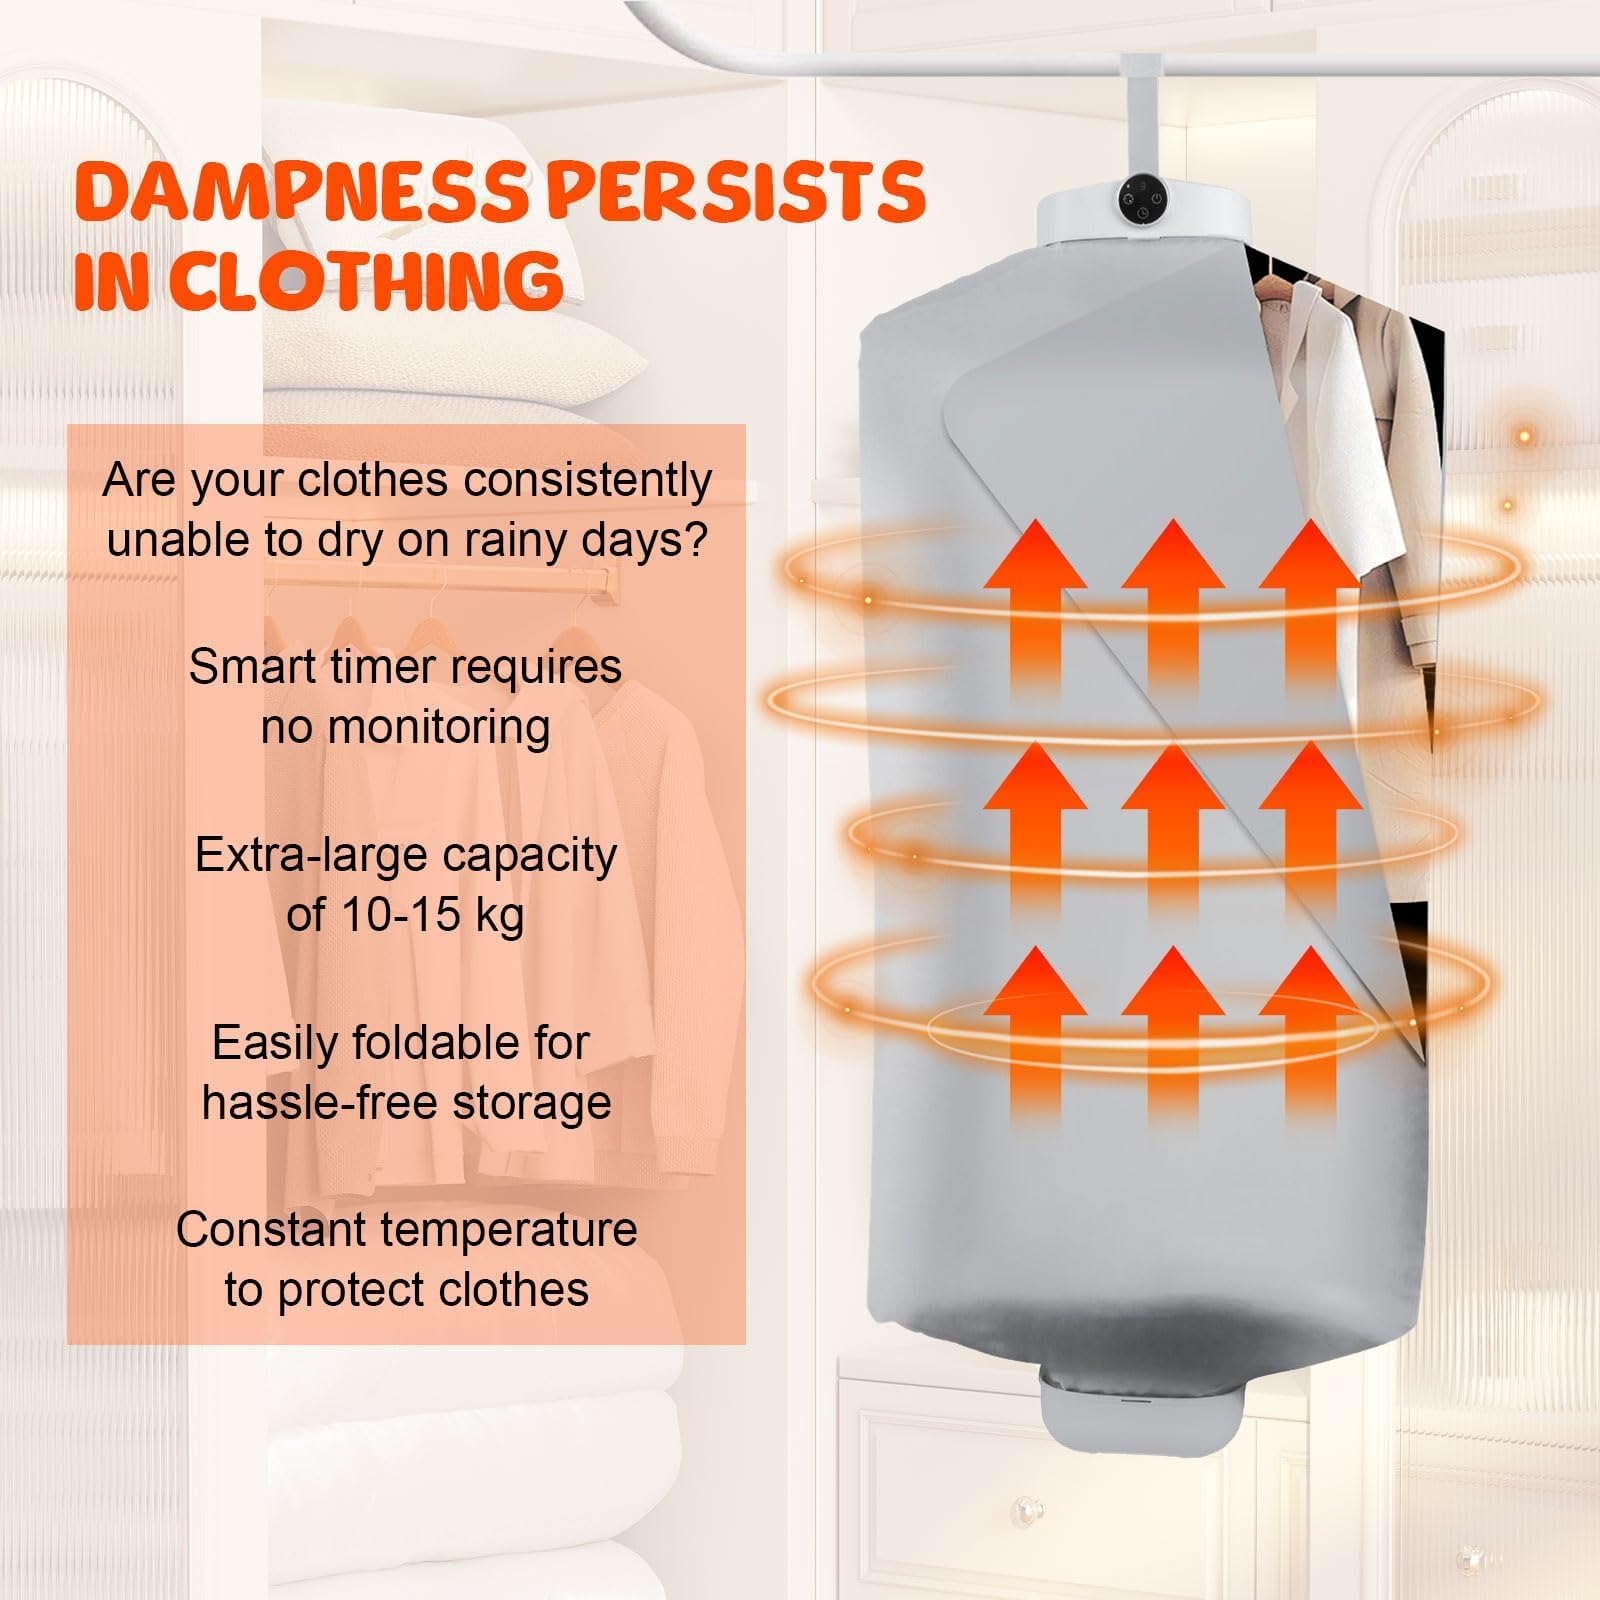 DAMPNESS PERSISTS
IN CLOTHING
Are your clothes consistently
unable to dry on rainy days?
Smart timer requires
no monitoring
Extra-large capacity
of 10-15 kg
Easily foldable for
hassle-free storage
Constant temperature
to protect clothes